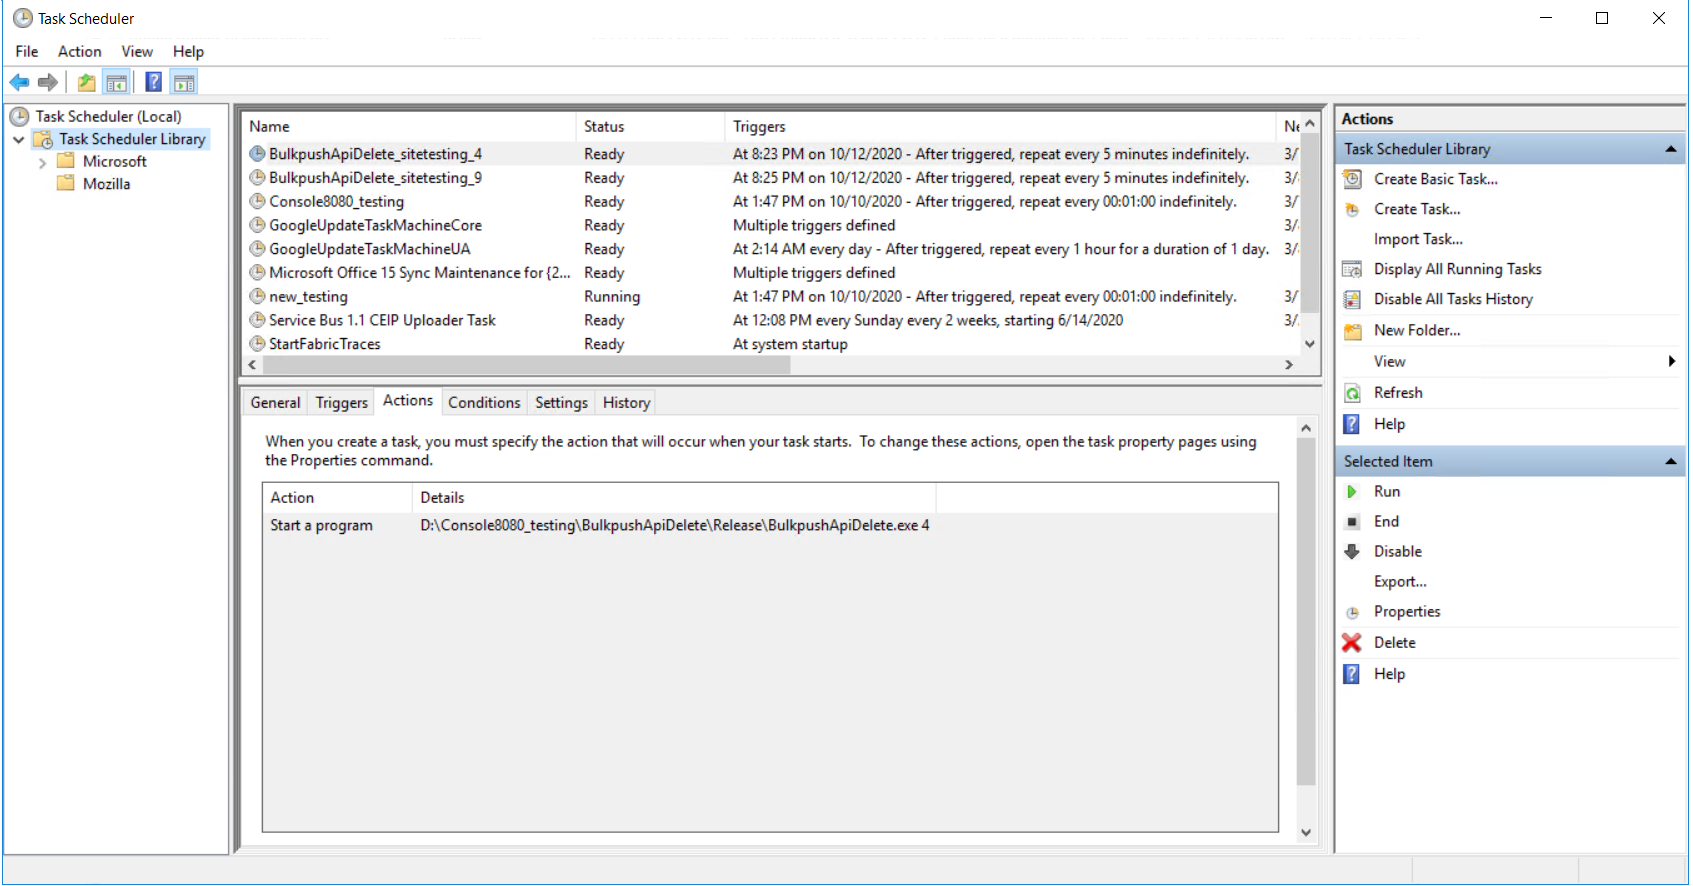 Task Scheduler
File Action View Help
Task Scheduler (Local)
Task Scheduler Library
Microsoft
Mozilla
Name Status Triggers Ne
BulkpushApiDelete_sitetesting_4 Ready At 8:23 PM on 10/12/2020 - After triggered, repeat every 5 minutes indefinitely. 3/
BulkpushApiDelete_sitetesting_9 Ready At 8:25 PM on 10/12/2020 - After triggered, repeat every 5 minutes indefinitely. 3/
Console8080_testing Ready At 1:47 PM on 10/10/2020 - After triggered, repeat every 00:01:00 indefinitely. 3/
GoogleUpdateTaskMachineCore Ready Multiple triggers defined 3/
GoogleUpdateTaskMachineUA Ready At 2:14 AM every day - After triggered, repeat every 1 hour for a duration of 1 day. 3/
Microsoft Office 15 Sync Maintenance for {2... Ready Multiple triggers defined
new_testing Running At 1:47 PM on 10/10/2020 - After triggered, repeat every 00:01:00 indefinitely. 3/
Service Bus 1.1 CEIP Uploader Task Ready At 12:08 PM every Sunday every 2 weeks, starting 6/14/2020 3/
StartFabricTraces Ready At system startup
General Triggers Actions Conditions Settings History
When you create a task, you must specify the action that will occur when your task starts. To change these actions, open the task property pages using
the Properties command.
Action Details
Start a program D:\Console8080_testing\BulkpushApiDelete\Release\BulkpushApiDelete.exe 4
Actions
Task Scheduler Library
Create Basic Task...
Create Task...
Import Task...
Display All Running Tasks
Disable All Tasks History
New Folder...
View
Refresh
Help
Selected Item
Run
End
Disable
Export...
Properties
Delete
Help